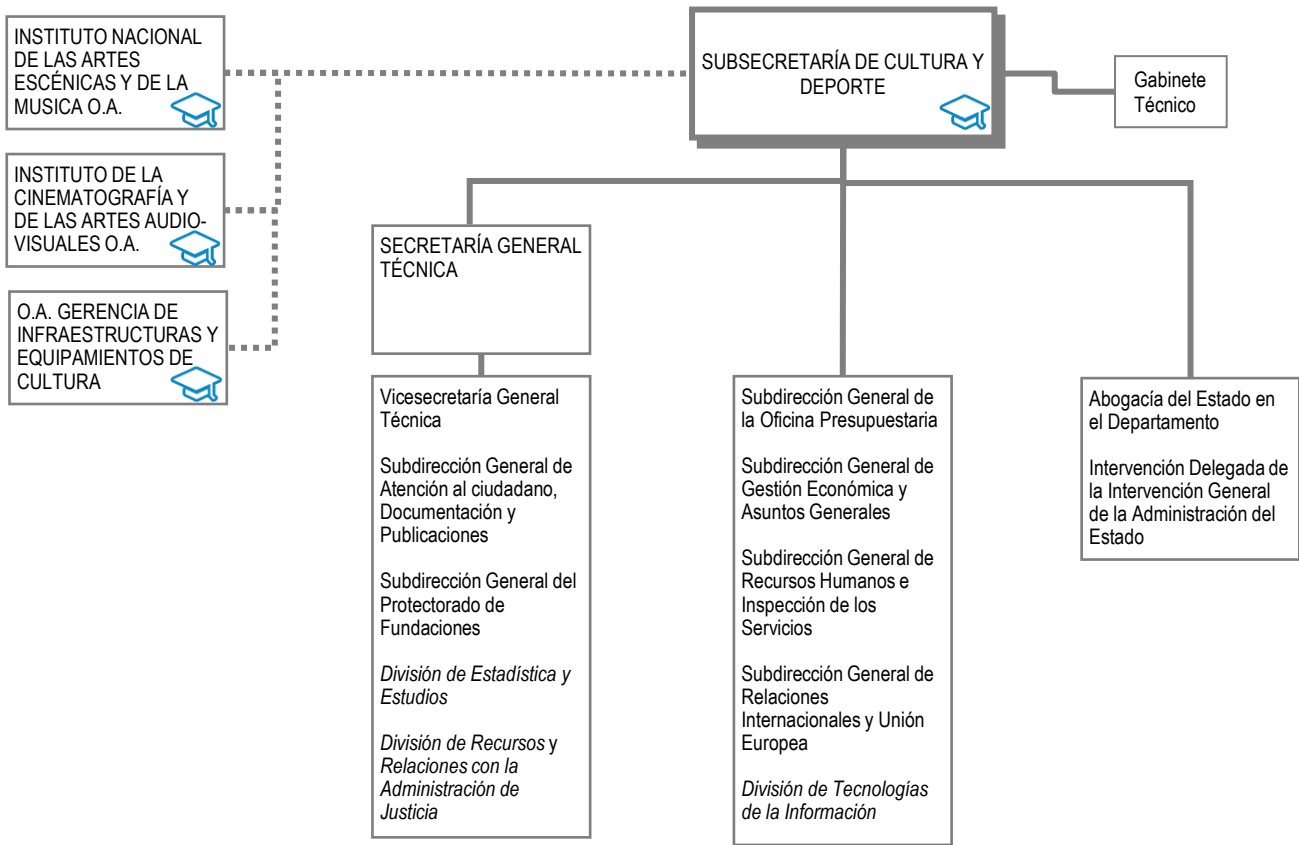 INSTITUTO NACIONAL
DE LAS ARTES
ESCÉNICAS Y DE LA
MUSICA O.A.
SUBSECRETARÍA DE CULTURA Y
DEPORTE
Gabinete
Técnico
INSTITUTO DE LA
CINEMATOGRAFÍA Y
DE LAS ARTES AUDIO-
VISUALES O.A.
O.A. GERENCIA DE
INFRAESTRUCTURAS Y
EQUIPAMIENTOS DE
CULTURA
SECRETARÍA GENERAL
TÉCNICA
Vicesecretaría General
Técnica
Subdirección General de
Atención al ciudadano,
Documentación y
Publicaciones
Subdirección General del
Protectorado de
Fundaciones
División de Estadística y
Estudios
División de Recursos y
Relaciones con la
Administración de
Justicia
Subdirección General de
la Oficina Presupuestaria
Subdirección General de
Gestión Económica y
Asuntos Generales
Subdirección General de
Recursos Humanos e
Inspección de los
Servicios
Subdirección General de
Relaciones
Internacionales y Unión
Europea
División de Tecnologías
de la Información
Abogacía del Estado en
el Departamento
Intervención Delegada de
la Intervención General
de la Administración del
Estado